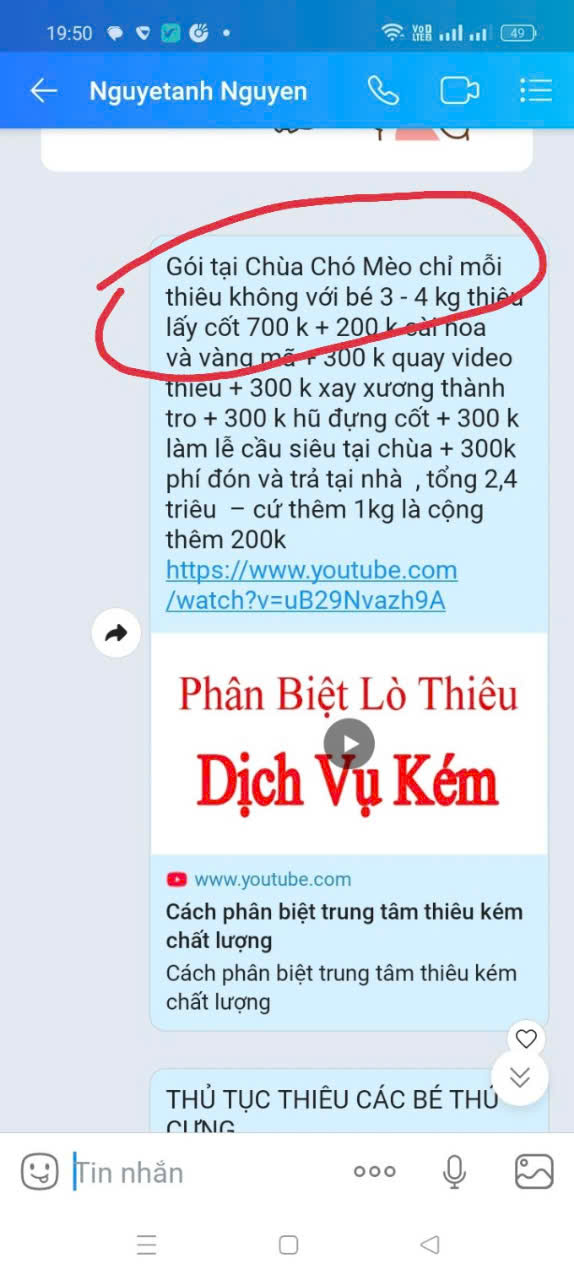 19:50
VoD
LTE
49
Nguyetanh Nguyen
Gói tại Chùa Chó Mèo chỉ mỗi
thiêu không với bé 3 - 4 kg thiêu
lấy cốt 700 k + 200 k cài hoa
và vàng mã + 300 k quay video
thiêu + 300 k xay xương thành
tro + 300 k hũ đựng cốt + 300 k
làm lễ cầu siêu tại chùa + 300k
phí đón và trả tại nhà , tổng 2,4
triêu – cứ thêm 1kg là cộng
thêm 200k
https://www.youtube.com
/watch?v=uB29Nvazh9A
Phân Biệt Lò Thiêu
Dịch Vụ Kém
www.youtube.com
Cách phân biệt trung tâm thiêu kém
chất lượng
Cách phân biệt trung tâm thiêu kém
chất lượng
THỦ TỤC THIÊU CÁC BÉ THÚ
CƯNG
Tin nhắn